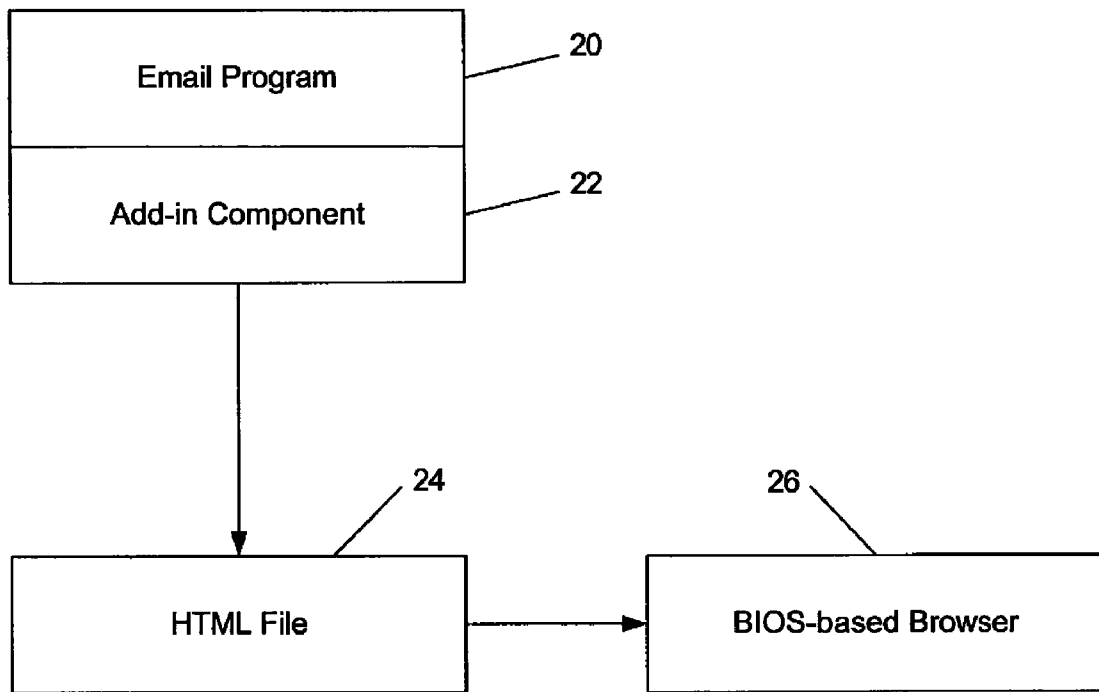 Email Program
20
Add-in Component
22
24
26
HTML File
BIOS-based Browser